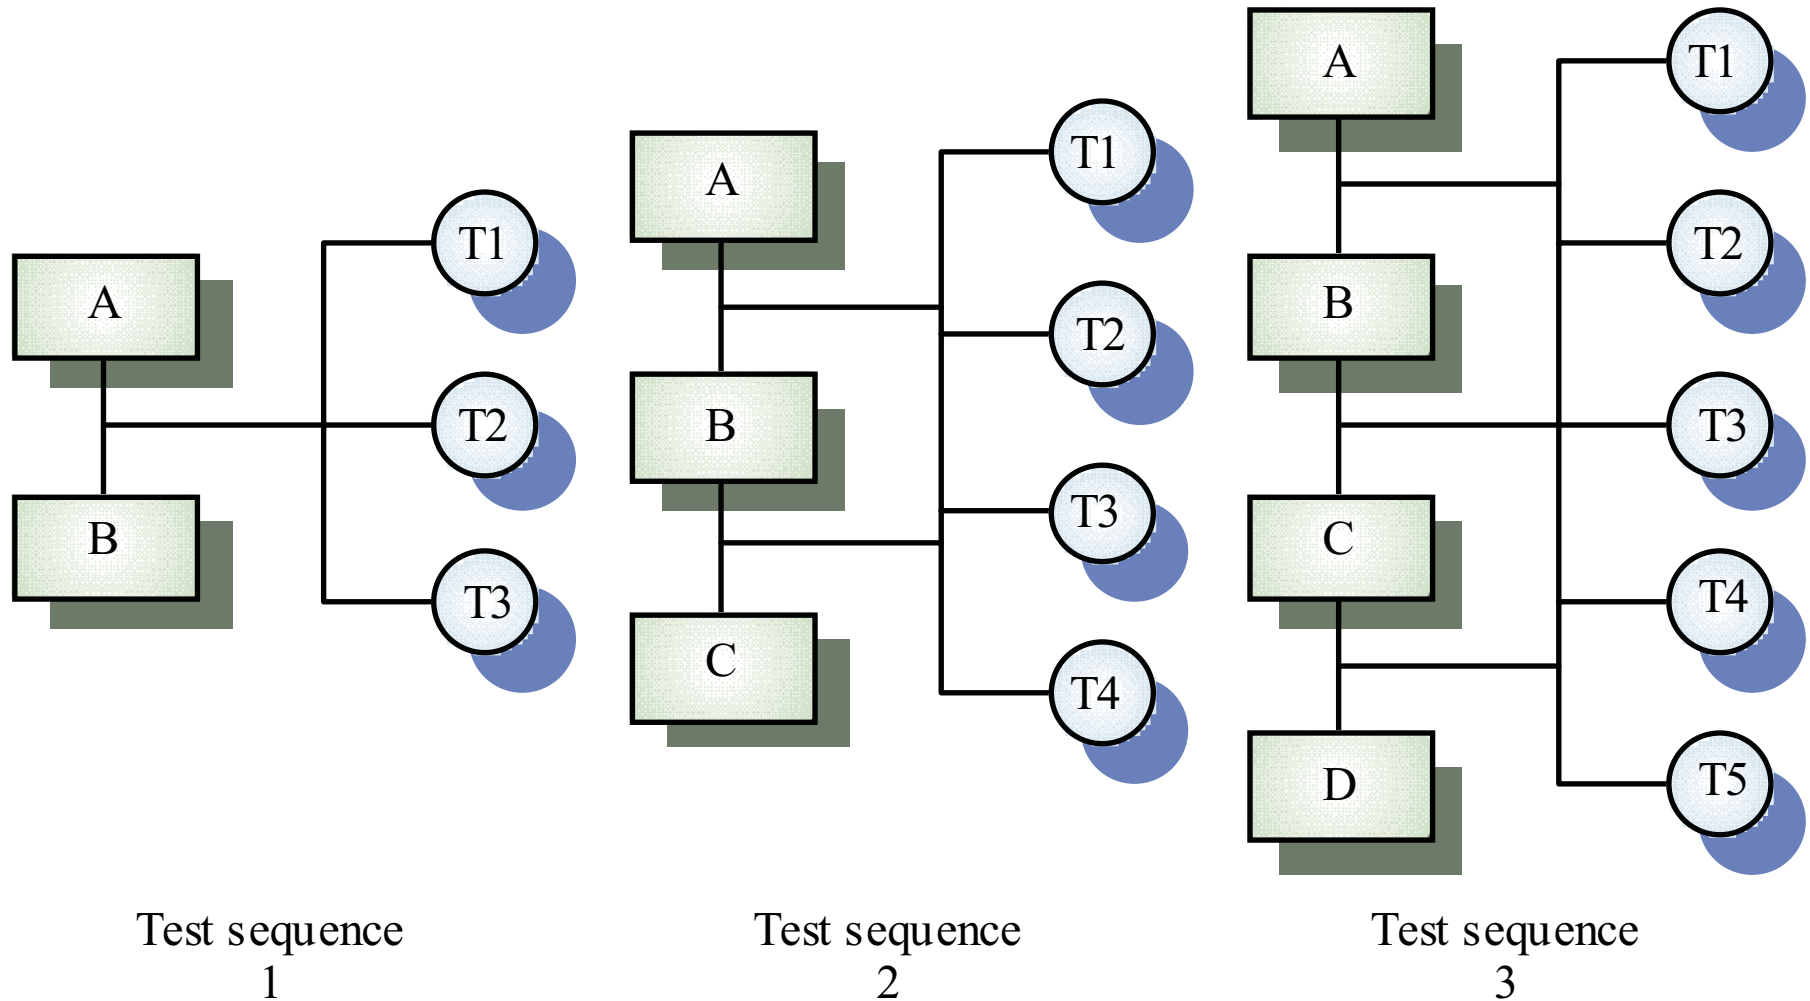 A
B
T1
T2
T3
Test sequence
1
A
B
C
T1
T2
T3
T4
Test sequence
2
A
B
C
D
T1
T2
T3
T4
T5
Test sequence
3